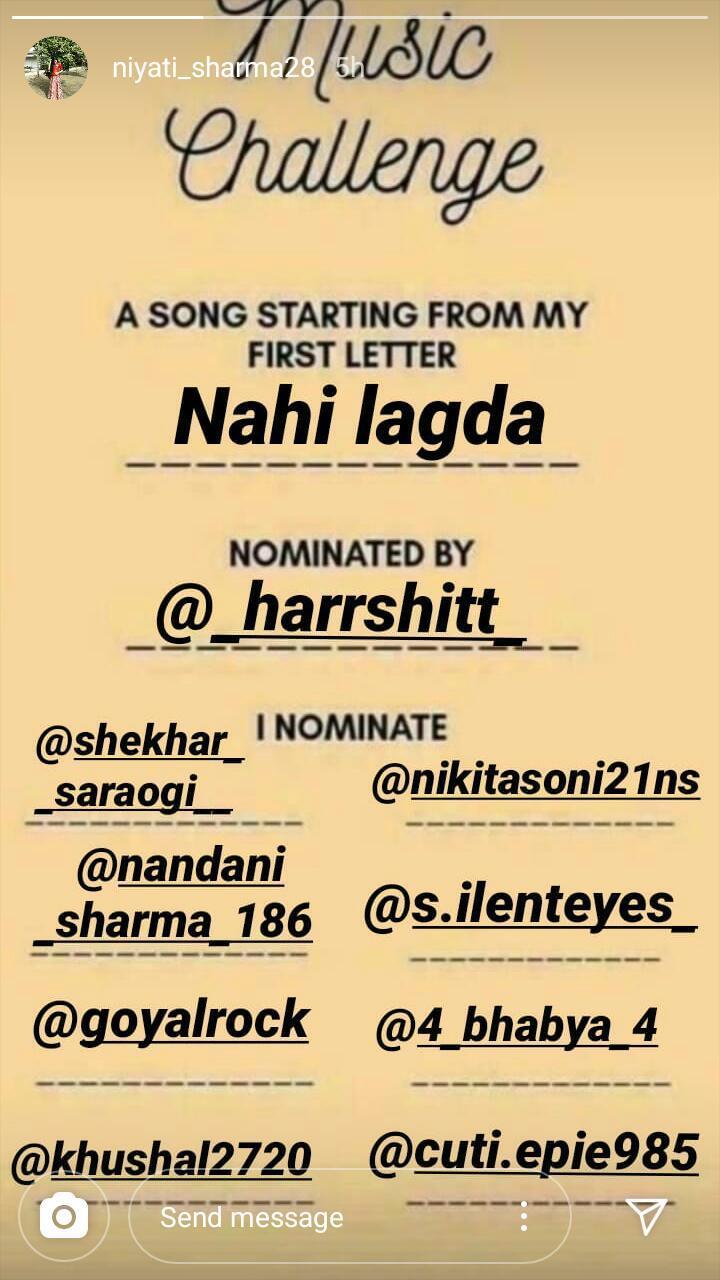 Music
niyati_sharma28 5h
Challenge
A SONG STARTING FROM MY
FIRST LETTER
Nahi lagda
NOMINATED BY
@_harrshitt_
I NOMINATE
@shekhar_
_saraogi__
@nikitasoni21ns
@nandani
_sharma_186
@s.ilenteyes_
@goyalrock
@4_bhabya_4
@khushal2720
@cuti.epie985
Send message